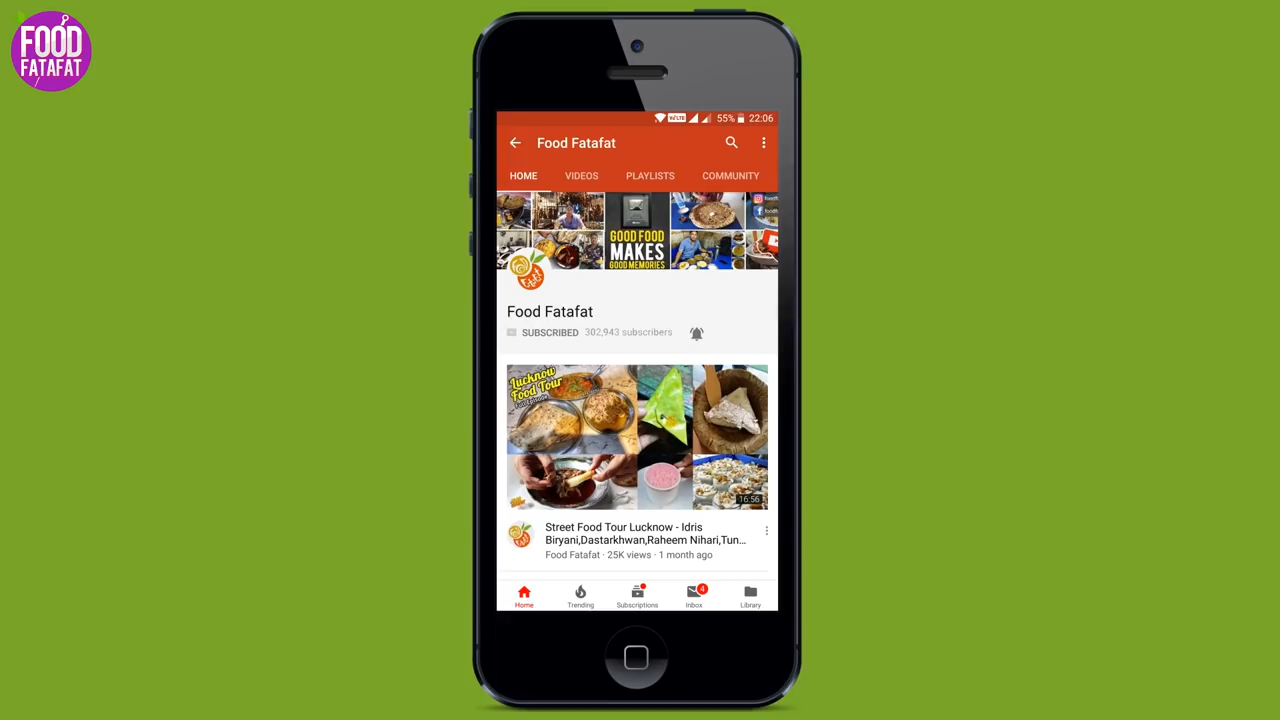 FOOD
FATAFAT
55% 22:06
Food Fatafat
HOME VIDEOS PLAYLISTS COMMUNITY
GOOD FOOD
MAKES
GOOD MEMORIES
Food Fatafat
SUBSCRIBED 302,943 subscribers
Lucknow
Food Tour
16:56
Street Food Tour Lucknow - Idris
Biryani,Dastarkhwan,Raheem Nihari,Tun...
Food Fatafat · 25K views · 1 month ago
4
Home Trending Subscriptions Inbox Library